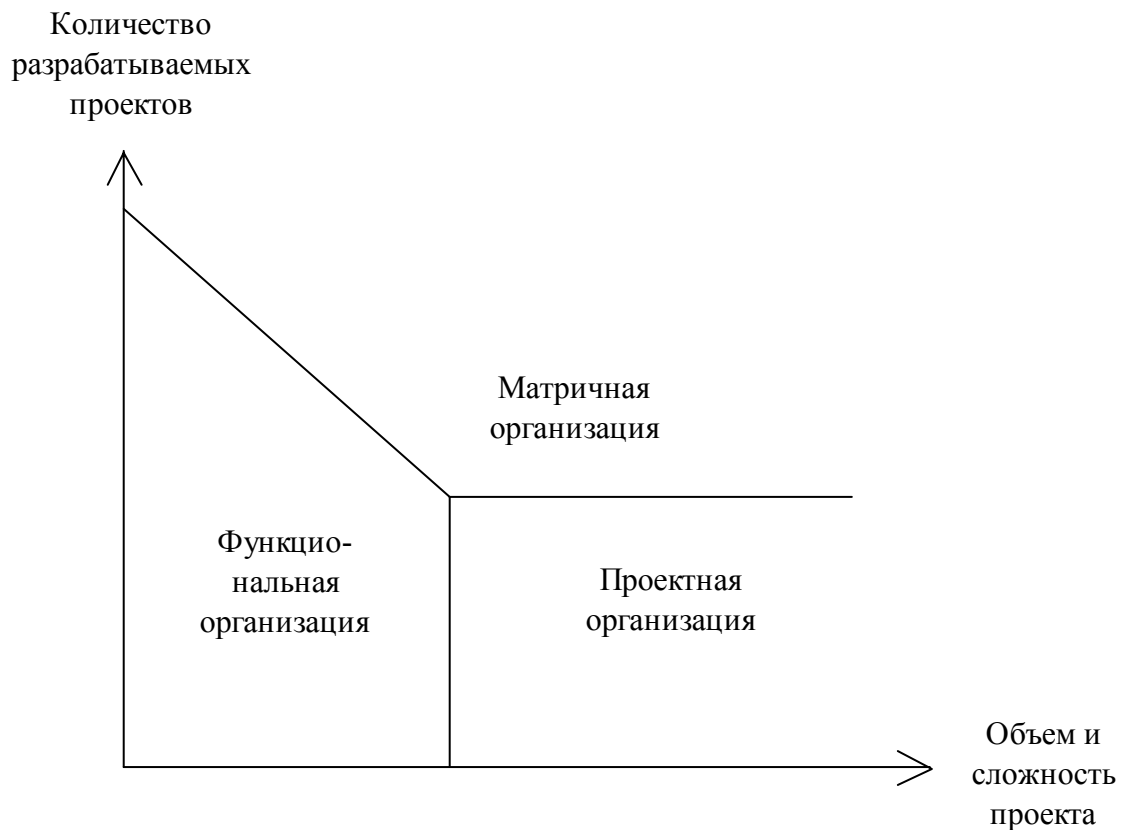 Количество
разрабатываемых
проектов
Матричная
организация
Функцио-
нальная
организация
Проектная
организация
Объем и
сложность
проекта